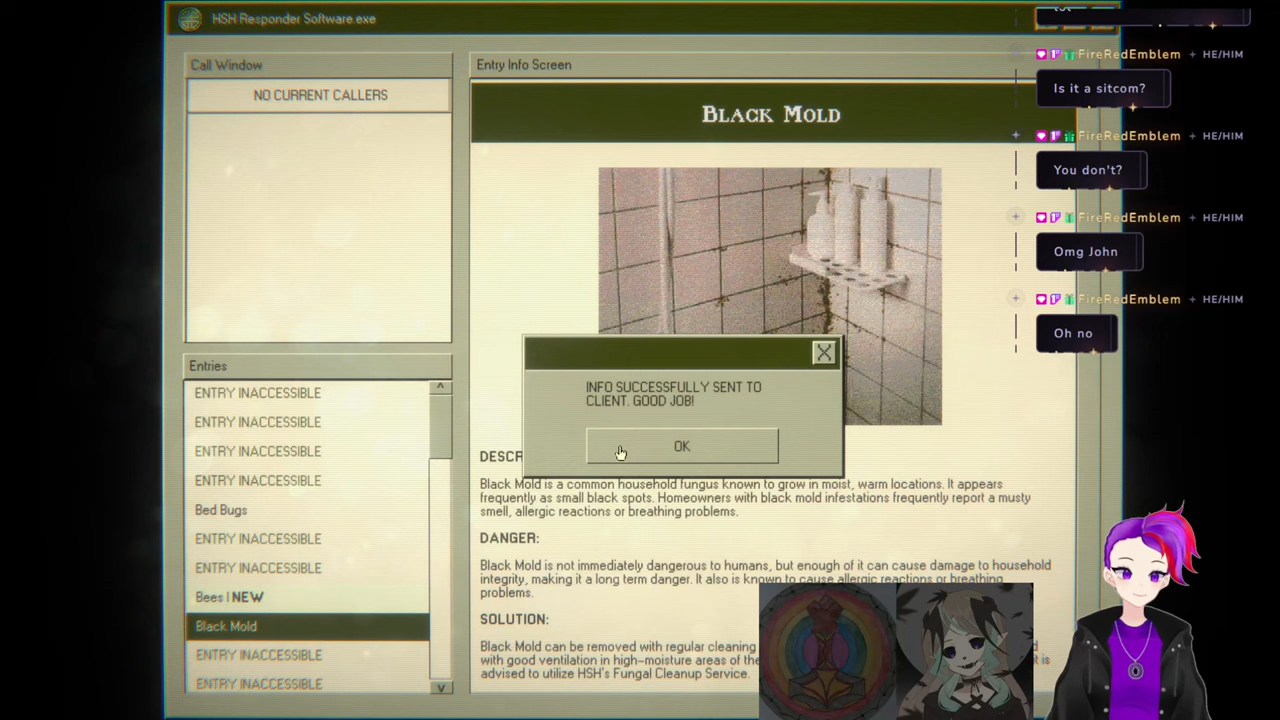 HSH Responder Software.exe
Call Window
NO CURRENT CALLERS
Entries
ENTRY INACCESSIBLE
ENTRY INACCESSIBLE
ENTRY INACCESSIBLE
ENTRY INACCESSIBLE
Bed Bugs
ENTRY INACCESSIBLE
ENTRY INACCESSIBLE
Bees | NEW
Black Mold
ENTRY INACCESSIBLE
ENTRY INACCESSIBLE
Entry Info Screen
BLACK MOLD
INFO SUCCESSFULLY SENT TO
CLIENT. GOOD JOB!
OK
DESCR
Black Mold is a common household fungus known to grow in moist, warm locations. It appears
frequently as small black spots. Homeowners with black mold infestations frequently report a musty
smell, allergic reactions or breathing problems.
DANGER:
Black Mold is not immediately dangerous to humans, but enough of it can cause damage to household
integrity, making it a long term danger. It also is known to cause allergic reactions or breathing
problems.
SOLUTION:
Black Mold can be removed with regular cleaning
with good ventilation in high-moisture areas of the
advised to utilize HSH's Fungal Cleanup Service.
FireRedEmblem + HE/HIM
Is it a sitcom?
FireRedEmblem + HE/HIM
You don't?
FireRedEmblem + HE/HIM
Omg John
FireRedEmblem + HE/HIM
Oh no